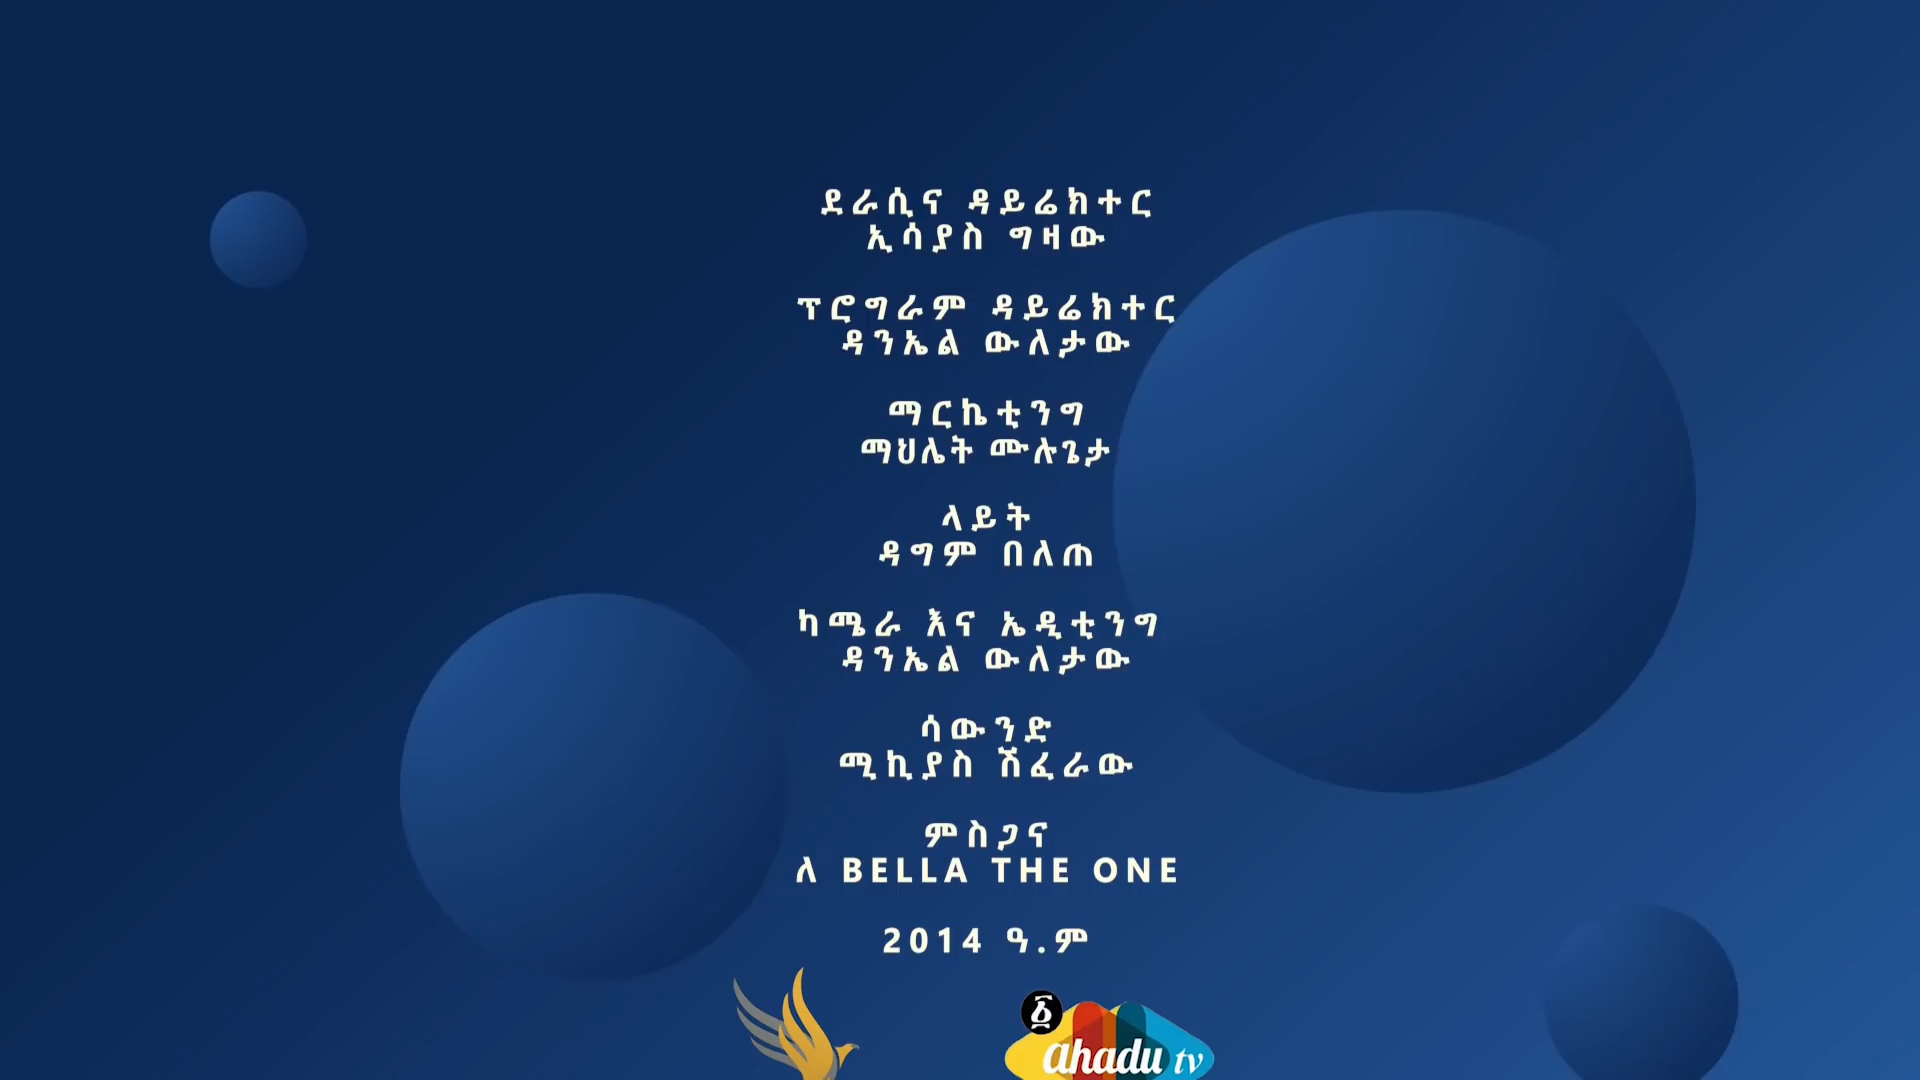 ደራሲና ዳይሬክተር
ኢሳያስ ግዛው
ፕሮግራም ዳይሬክተር
ዳንኤል ውለታው
ማርኬቲንግ
ማህሌት ሙሉጌታ
ላይት
ዳግም በለጠ
ካሜራ እና ኤዲቲንግ
ዳንኤል ውለታው
ሳውንድ
ሚኪያስ ሽፈራው
ምስጋና
ለ BELLA THE ONE
2014 ዓ.ም
፩
ahadu tv